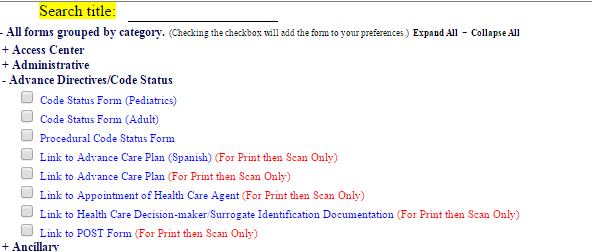 Search title:
- All forms grouped by category. (Checking the checkbox will add the form to your preferences.) Expand All - Collapse All
+ Access Center
+ Administrative
- Advance Directives/Code Status
Code Status Form (Pediatrics)
Code Status Form (Adult)
Procedural Code Status Form
Link to Advance Care Plan (Spanish) (For Print then Scan Only)
Link to Advance Care Plan (For Print then Scan Only)
Link to Appointment of Health Care Agent (For Print then Scan Only)
Link to Health Care Decision-maker/Surrogate Identification Documentation (For Print then Scan Only)
Link to POST Form (For Print then Scan Only)
+ Ancillary